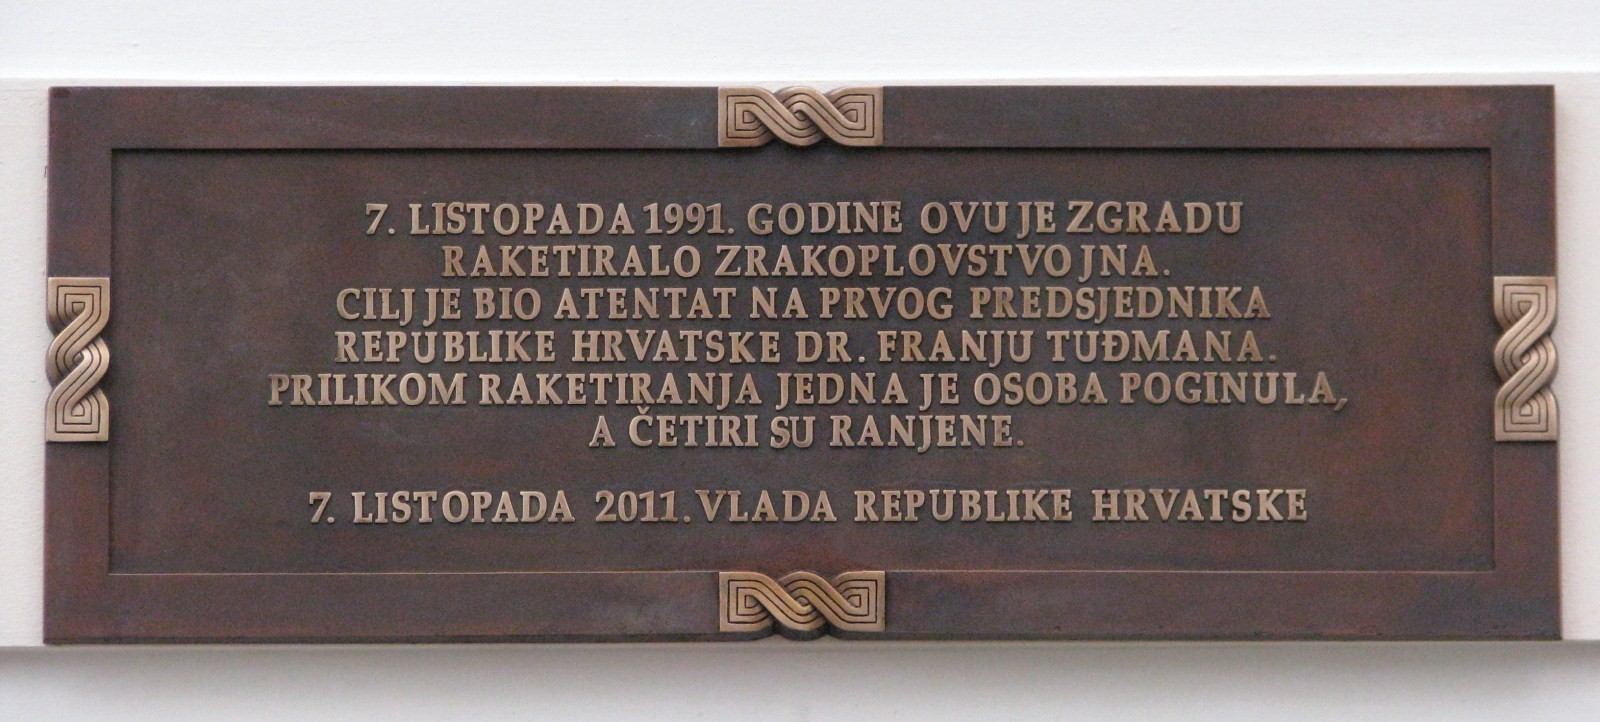 7. LISTOPADA 1991. GODINE OVU JE ZGRADU
RAKETIRALO ZRAKOPLOVSTVO JNA.
CILJ JE BIO ATENTAT NA PRVOG PREDSJEDNIKA
REPUBLIKE HRVATSKE DR. FRANJU TUĐMANA.
PRILIKOM RAKETIRANJA JEDNA JE OSOBA POGINULA,
A ČETIRI SU RANJENE.
7. LISTOPADA 2011. VLADA REPUBLIKE HRVATSKE